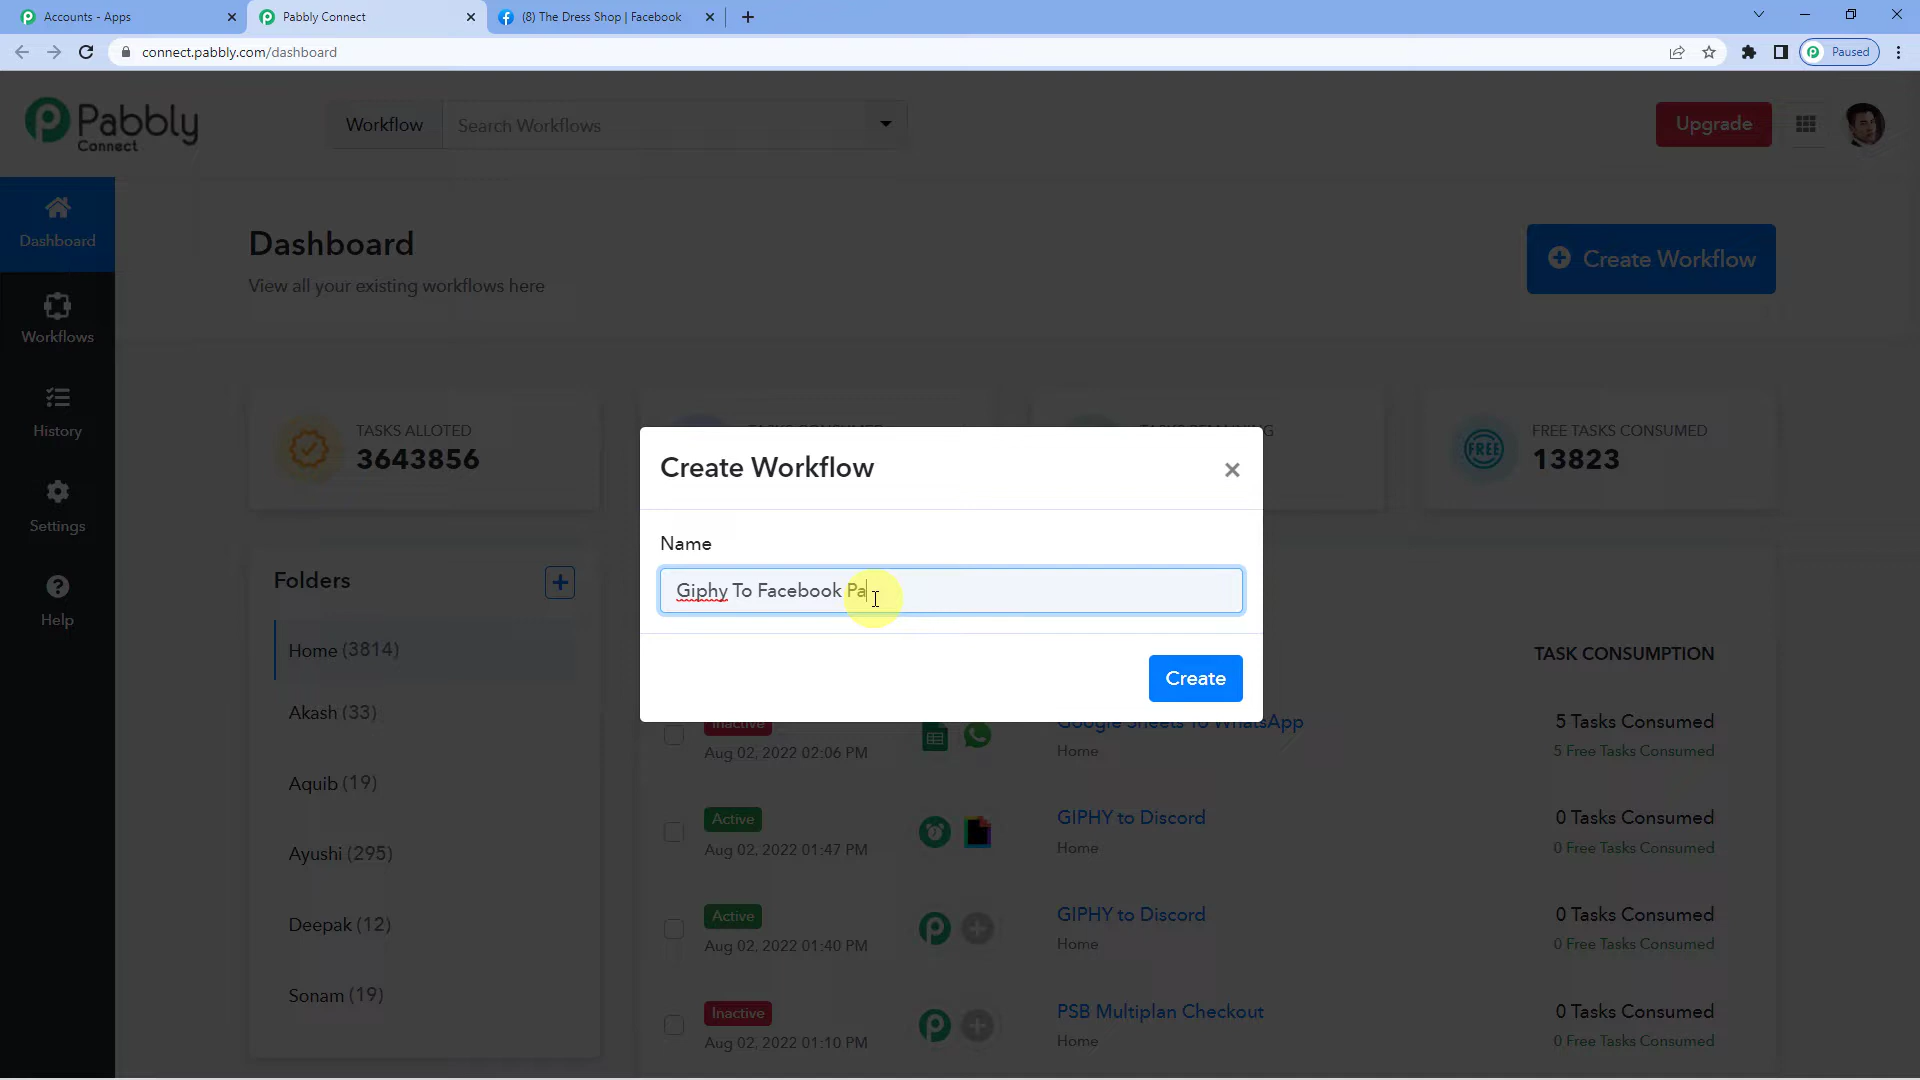 Accounts - Apps
Pabbly Connect
(8) The Dress Shop | Facebook
connect.pabbly.com/dashboard
Paused
Pabbly
Connect
Workflow
Search Workflows
Upgrade
Dashboard
Workflows
History
Settings
Help
Dashboard
View all your existing workflows here
Create Workflow
TASKS ALLOTED
3643856
FREE TASKS CONSUMED
13823
FREE
Create Workflow
×
Name
Giphy To Facebook Pa
Create
Folders
Home (3814)
Akash (33)
Aquib (19)
Ayushi (295)
Deepak (12)
Sonam (19)
TASK CONSUMPTION
Inactive
Aug 02, 2022 02:06 PM
Google Sheets To WhatsApp
Home
5 Tasks Consumed
5 Free Tasks Consumed
Active
Aug 02, 2022 01:47 PM
GIPHY to Discord
Home
0 Tasks Consumed
0 Free Tasks Consumed
Active
Aug 02, 2022 01:40 PM
GIPHY to Discord
Home
0 Tasks Consumed
0 Free Tasks Consumed
Inactive
Aug 02, 2022 01:10 PM
PSB Multiplan Checkout
Home
0 Tasks Consumed
0 Free Tasks Consumed